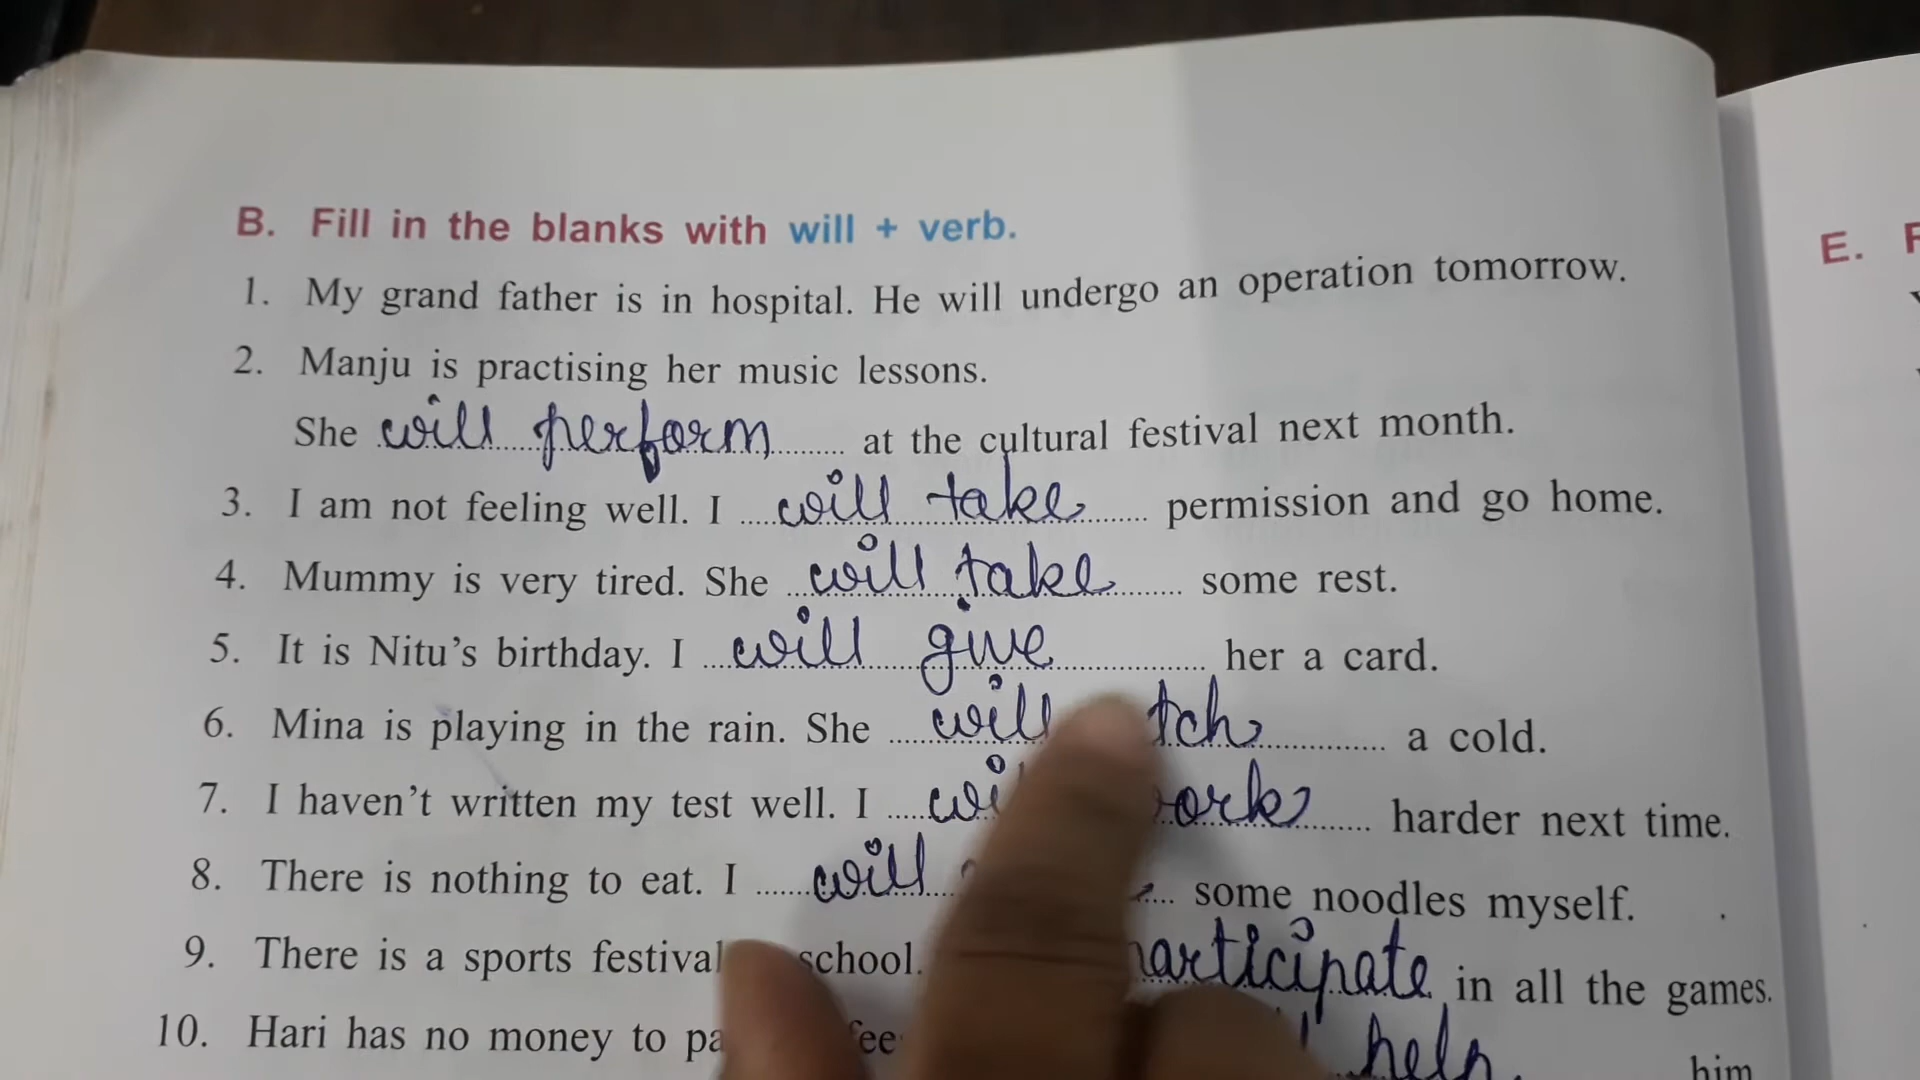 B. Fill in the blanks with will + verb.
1. My grand father is in hospital. He will undergo an operation tomorrow.
2. Manju is practising her music lessons.
She will perform at the cultural festival next month.
3. I am not feeling well. I will take permission and go home.
4. Mummy is very tired. She will take some rest.
5. It is Nitu's birthday. I will give her a card.
6. Mina is playing in the rain. She will a cold.
7. I haven't written my test well. I harder next time.
8. There is nothing to eat. I will some noodles myself.
9. There is a sports festival school. participate in all the games.
10. Hari has no money to help him
E.